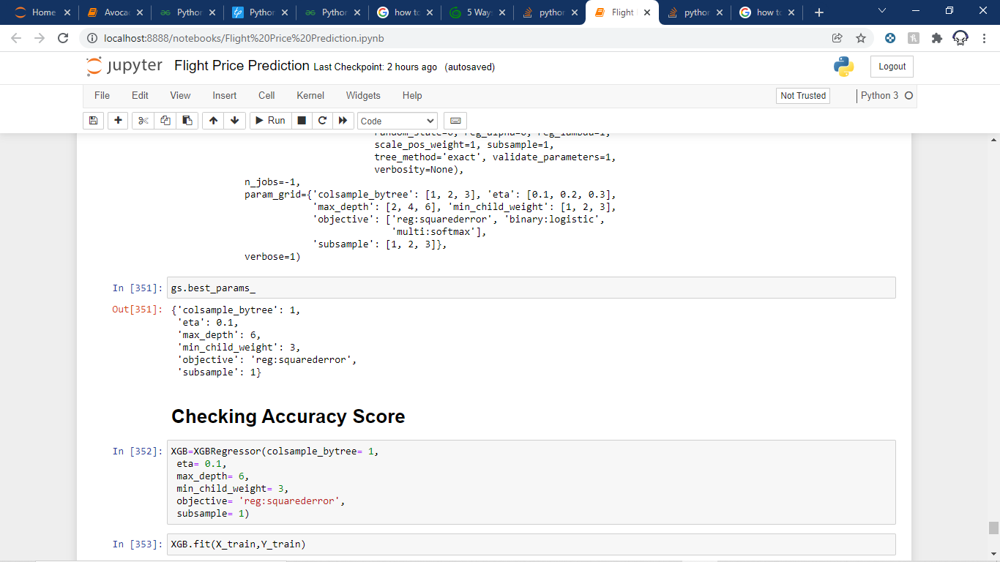 Home
Avoca
Python
Python
Python
how to
5 Way
python
Flight
python
how to
localhost:8888/notebooks/Flight%20Price%20Prediction.ipynb
jupyter Flight Price Prediction Last Checkpoint: 2 hours ago (autosaved)
Logout
File Edit View Insert Cell Kernel Widgets Help
Not Trusted
Python 3
Run
Code
random_state=0, reg_alpha=0, reg_lambda=1,
scale_pos_weight=1, subsample=1,
tree_method='exact', validate_parameters=1,
verbosity=None),
n_jobs=-1,
param_grid={'colsample_bytree': [1, 2, 3], 'eta': [0.1, 0.2, 0.3],
'max_depth': [2, 4, 6], 'min_child_weight': [1, 2, 3],
'objective': ['reg:squarederror', 'binary:logistic',
'multi:softmax'],
'subsample': [1, 2, 3]},
verbose=1)
In [351]: gs.best_params_
Out[351]: {'colsample_bytree': 1,
'eta': 0.1,
'max_depth': 6,
'min_child_weight': 3,
'objective': 'reg:squarederror',
'subsample': 1}
Checking Accuracy Score
In [352]: XGB=XGBRegressor(colsample_bytree= 1,
eta= 0.1,
max_depth= 6,
min_child_weight= 3,
objective= 'reg:squarederror',
subsample= 1)
In [353]: XGB.fit(X_train,Y_train)